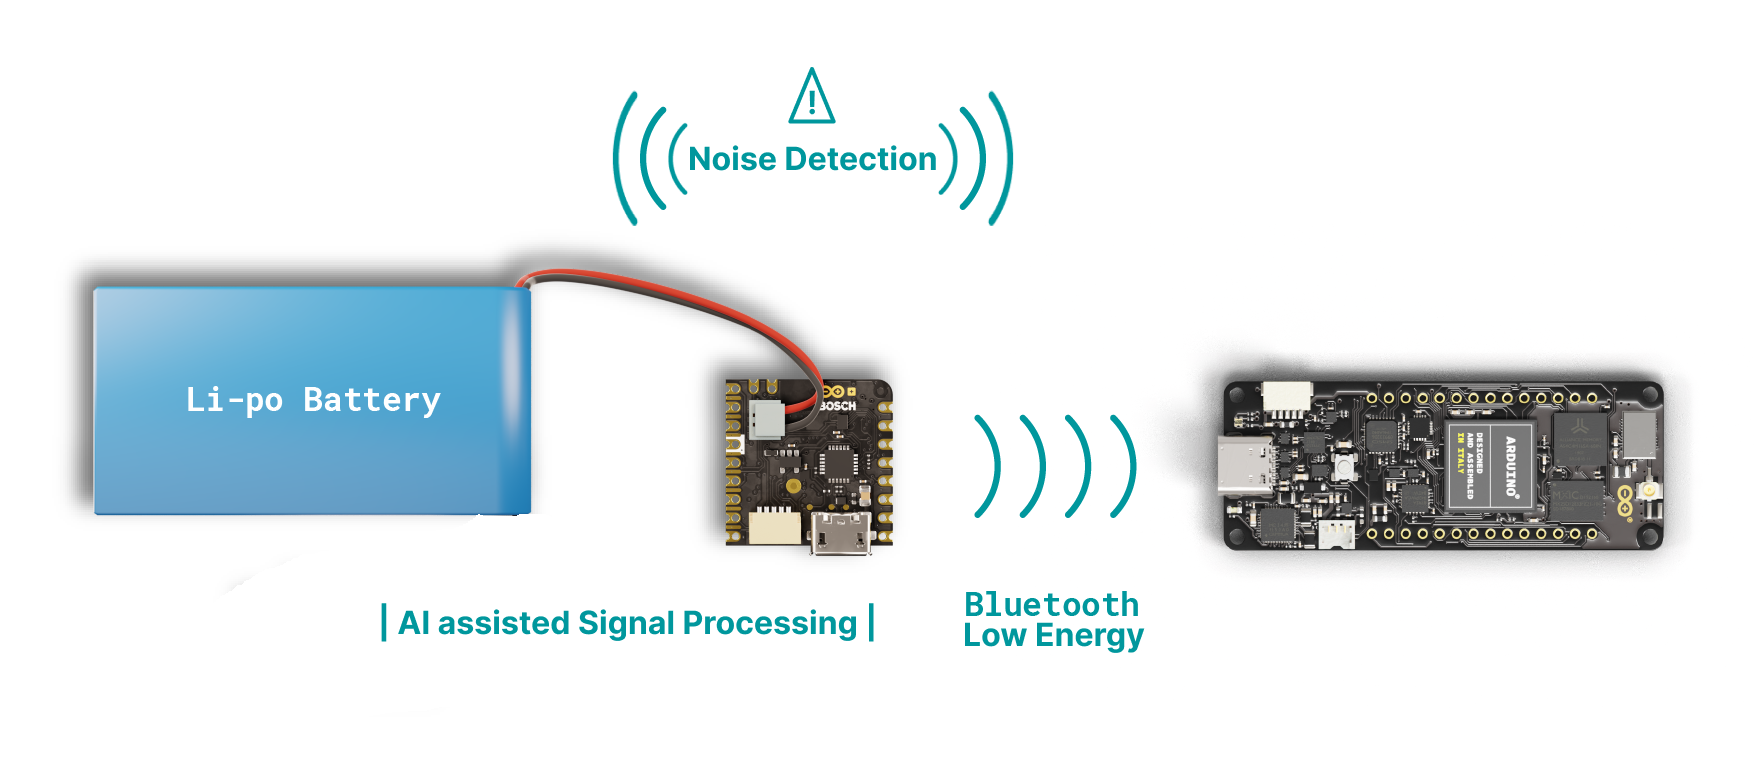 !
Noise Detection
Li-po Battery
BOSCH
ARDUINO®
DESIGNED
AND ASSEMBLED
IN ITALY
MXIC
| AI assisted Signal Processing |
Bluetooth
Low Energy